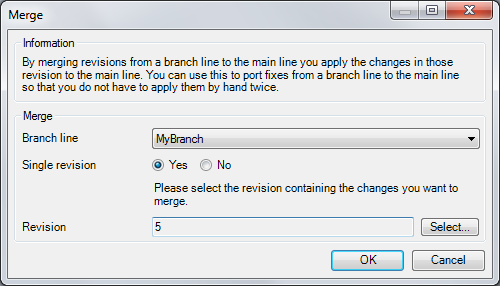 Merge
Information
By merging revisions from a branch line to the main line you apply the changes in those
revision to the main line. You can use this to port fixes from a branch line to the main line
so that you do not have to apply them by hand twice.
Merge
Branch line MyBranch
Single revision Yes No
Please select the revision containing the changes you want to
merge.
Revision 5 Select...
OK Cancel